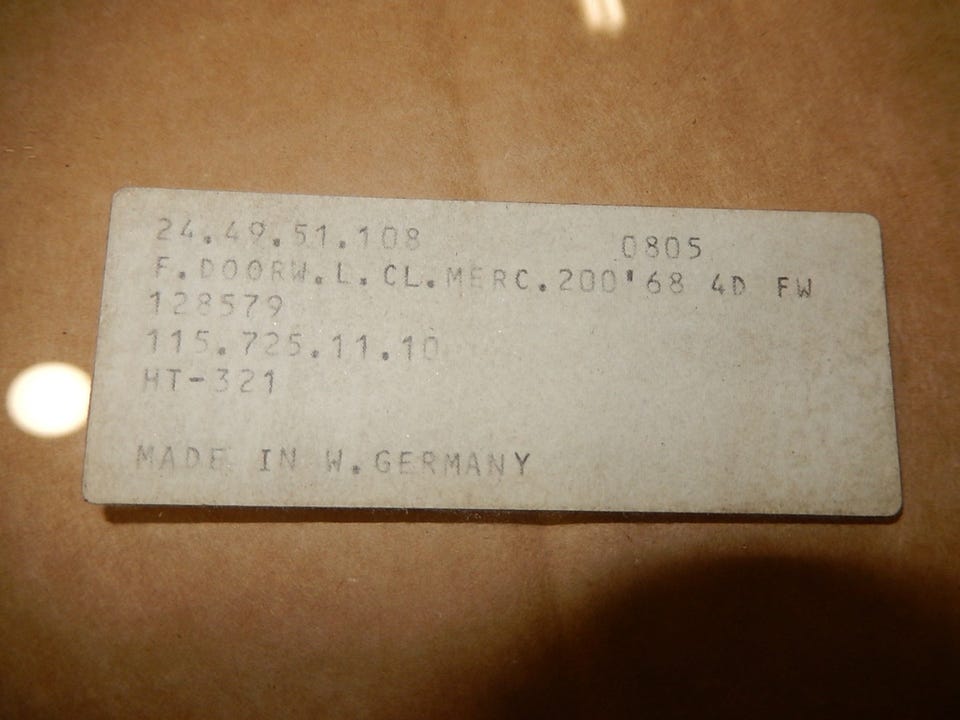 24.49.51.108 0805
F.DOORW.L.CL.MERC.200'68 4D FW
128579
115.725.11.10
HT-321
MADE IN W.GERMANY